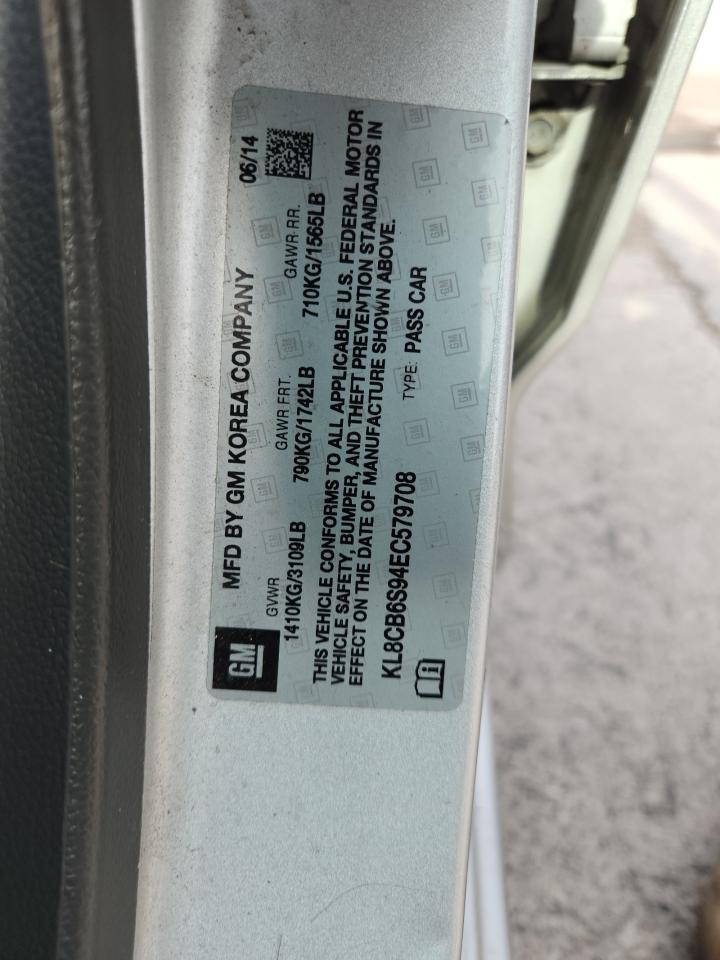 GM
MFD BY GM KOREA COMPANY 06/14
GVWR GAWR FRT. GAWR RR.
1410KG/3109LB 790KG/1742LB 710KG/1565LB
THIS VEHICLE CONFORMS TO ALL APPLICABLE U.S. FEDERAL MOTOR
VEHICLE SAFETY, BUMPER, AND THEFT PREVENTION STANDARDS IN
EFFECT ON THE DATE OF MANUFACTURE SHOWN ABOVE.
KL8CB6S94EC579708 TYPE: PASS CAR